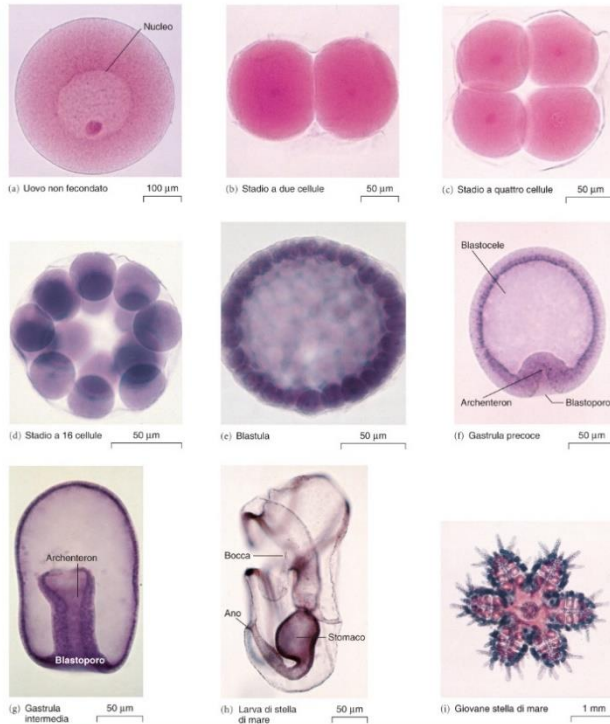 Nucleo
(a) Uovo non fecondato
100 µm
(b) Stadio a due cellule
50 µm
(c) Stadio a quattro cellule
50 µm
(d) Stadio a 16 cellule
50 µm
(e) Blastula
50 µm
Blastocele
Archenteron
Blastoporo
(f) Gastrula precoce
50 µm
Archenteron
Blastoporo
(g) Gastrula
intermedia
50 µm
Bocca
Ano
Stomaco
(h) Larva di stella
di mare
50 µm
(i) Giovane stella di mare
1 mm